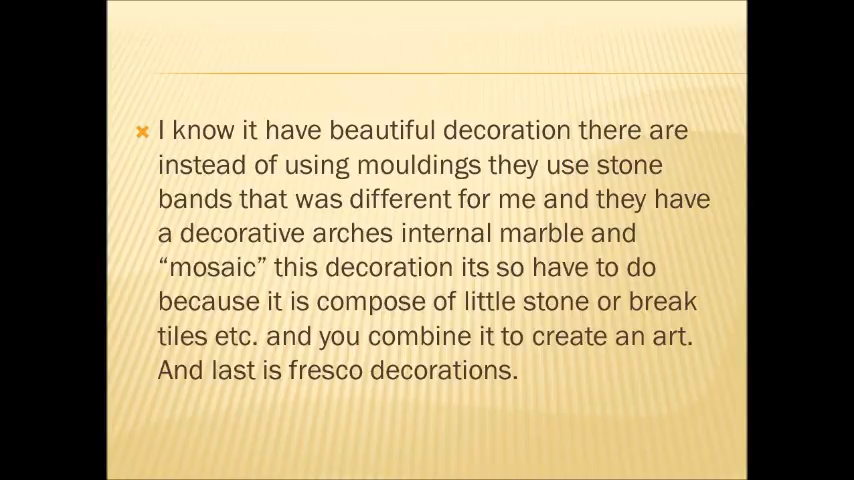 I know it have beautiful decoration there are
instead of using mouldings they use stone
bands that was different for me and they have
a decorative arches internal marble and
“mosaic” this decoration its so have to do
because it is compose of little stone or break
tiles etc. and you combine it to create an art.
And last is fresco decorations.